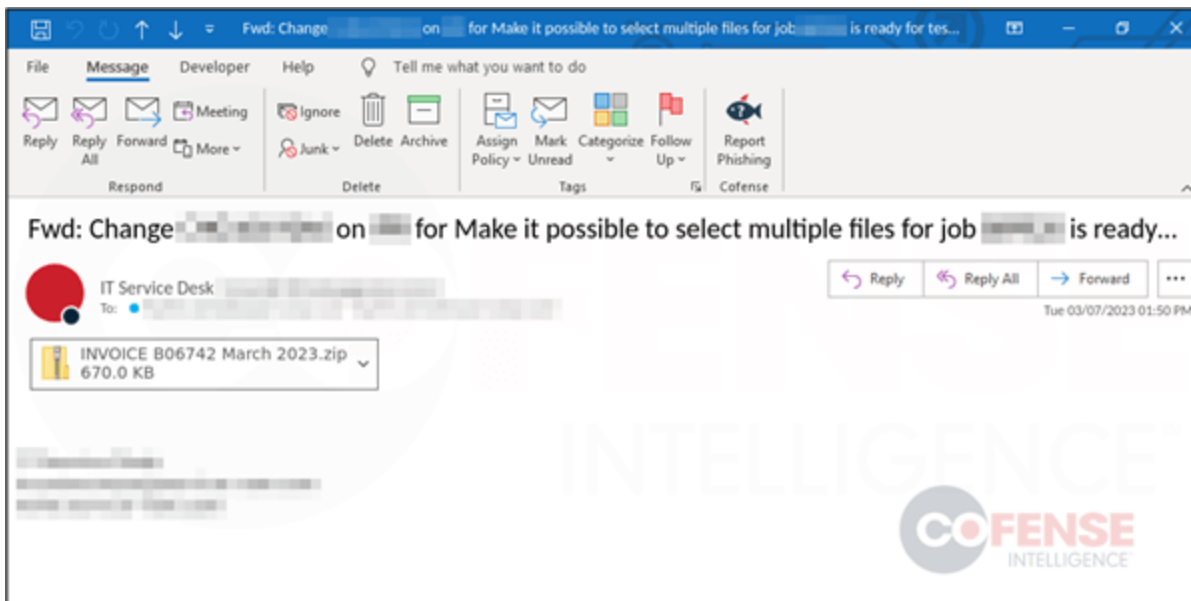 Fwd: Change on for Make it possible to select multiple files for job is ready for tes...
File Message Developer Help Tell me what you want to do
Reply Reply All Forward Meeting More Ignore Junk Delete Archive Assign Policy Mark Unread Categorize Follow Up Report Phishing
Respond Delete Tags Cofense
Fwd: Change on for Make it possible to select multiple files for job is ready...
IT Service Desk
Reply Reply All Forward ...
To:
Tue 03/07/2023 01:50 PM
INVOICE B06742 March 2023.zip
670.0 KB
COFENSE
INTELLIGENCE
COFENSE
INTELLIGENCE